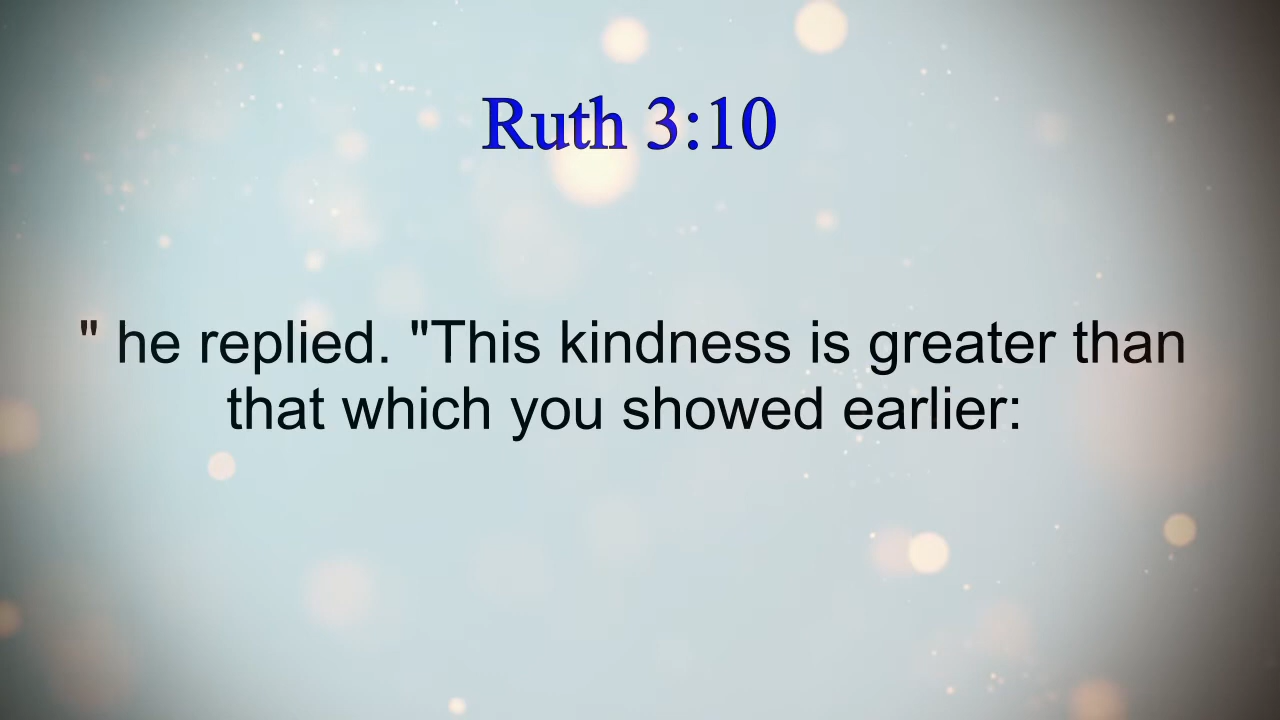 Ruth 3:10
" he replied. "This kindness is greater than
that which you showed earlier: